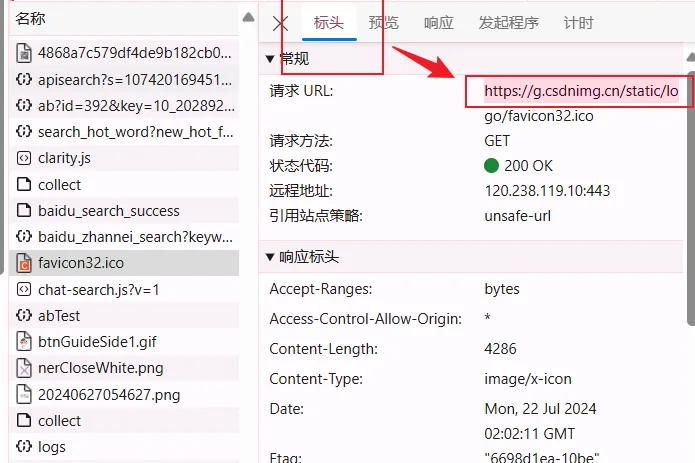 名称
4868a7c579df4de9b182cb0...
apisearch?s=107420169451...
ab?id=392&key=10_202892...
search_hot_word?new_hot_f...
clarity.js
collect
baidu_search_success
baidu_zhannei_search?keyw...
favicon32.ico
chat-search.js?v=1
abTest
btnGuideSide1.gif
nerCloseWhite.png
20240627054627.png
collect
logs
标头 预览 响应 发起程序 计时
▼ 常规
请求 URL: https://g.csdnimg.cn/static/lo
go/favicon32.ico
请求方法: GET
状态代码: 200 OK
远程地址: 120.238.119.10:443
引用站点策略: unsafe-url
▼ 响应标头
Accept-Ranges: bytes
Access-Control-Allow-Origin: *
Content-Length: 4286
Content-Type: image/x-icon
Date: Mon, 22 Jul 2024
02:02:11 GMT
Etag: "6698d1ea-10be"